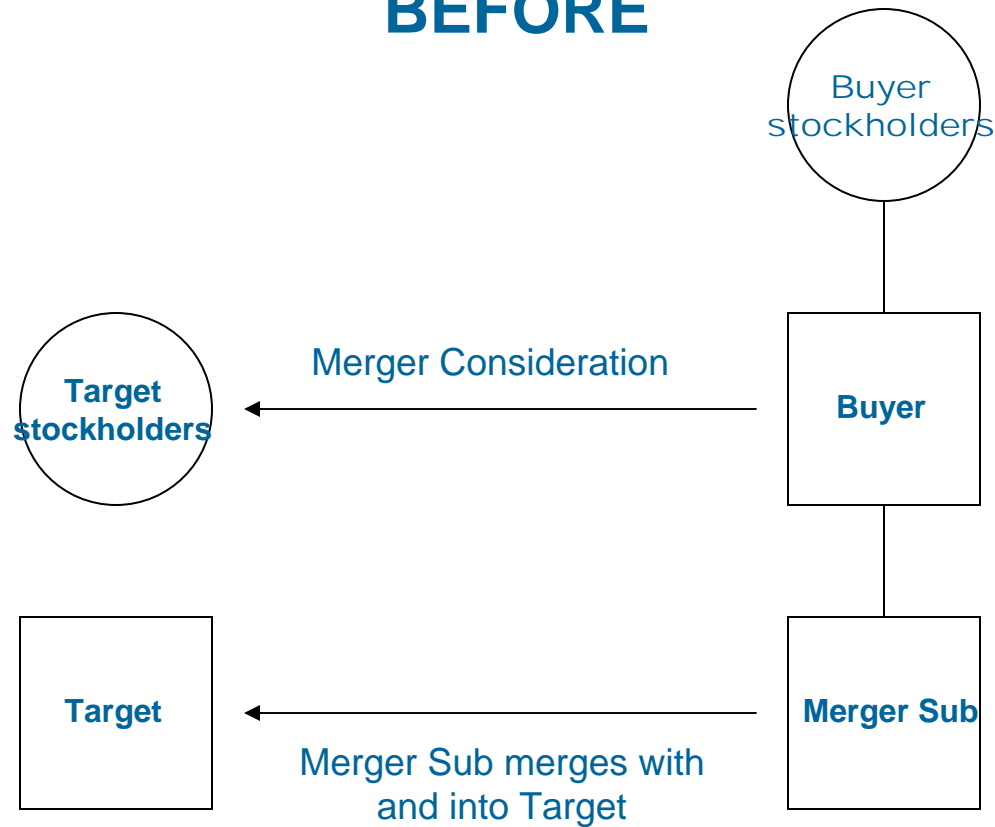 BEFORE
Buyer
stockholders
Merger Consideration
Target
stockholders
Buyer
Target
Merger Sub
Merger Sub merges with
and into Target